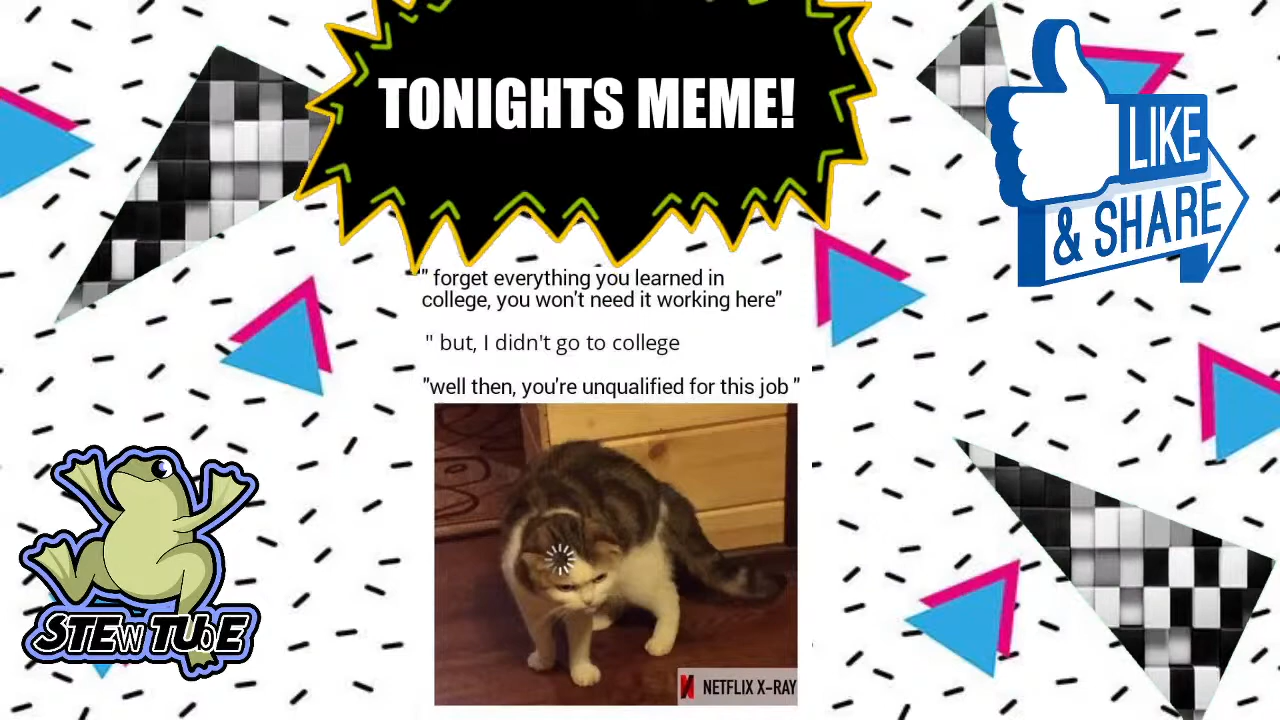 TONIGHTS MEME!
LIKE
& SHARE
" forget everything you learned in
college, you won't need it working here"
" but, I didn't go to college
"well then, you're unqualified for this job "
STEW TUbE
NETFLIX X-RAY